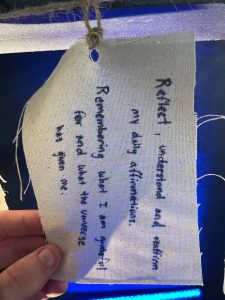 Reflect, understand and reaffirm
my daily affirmations.
Remembering what I am grateful
for and what the universe
has given me.